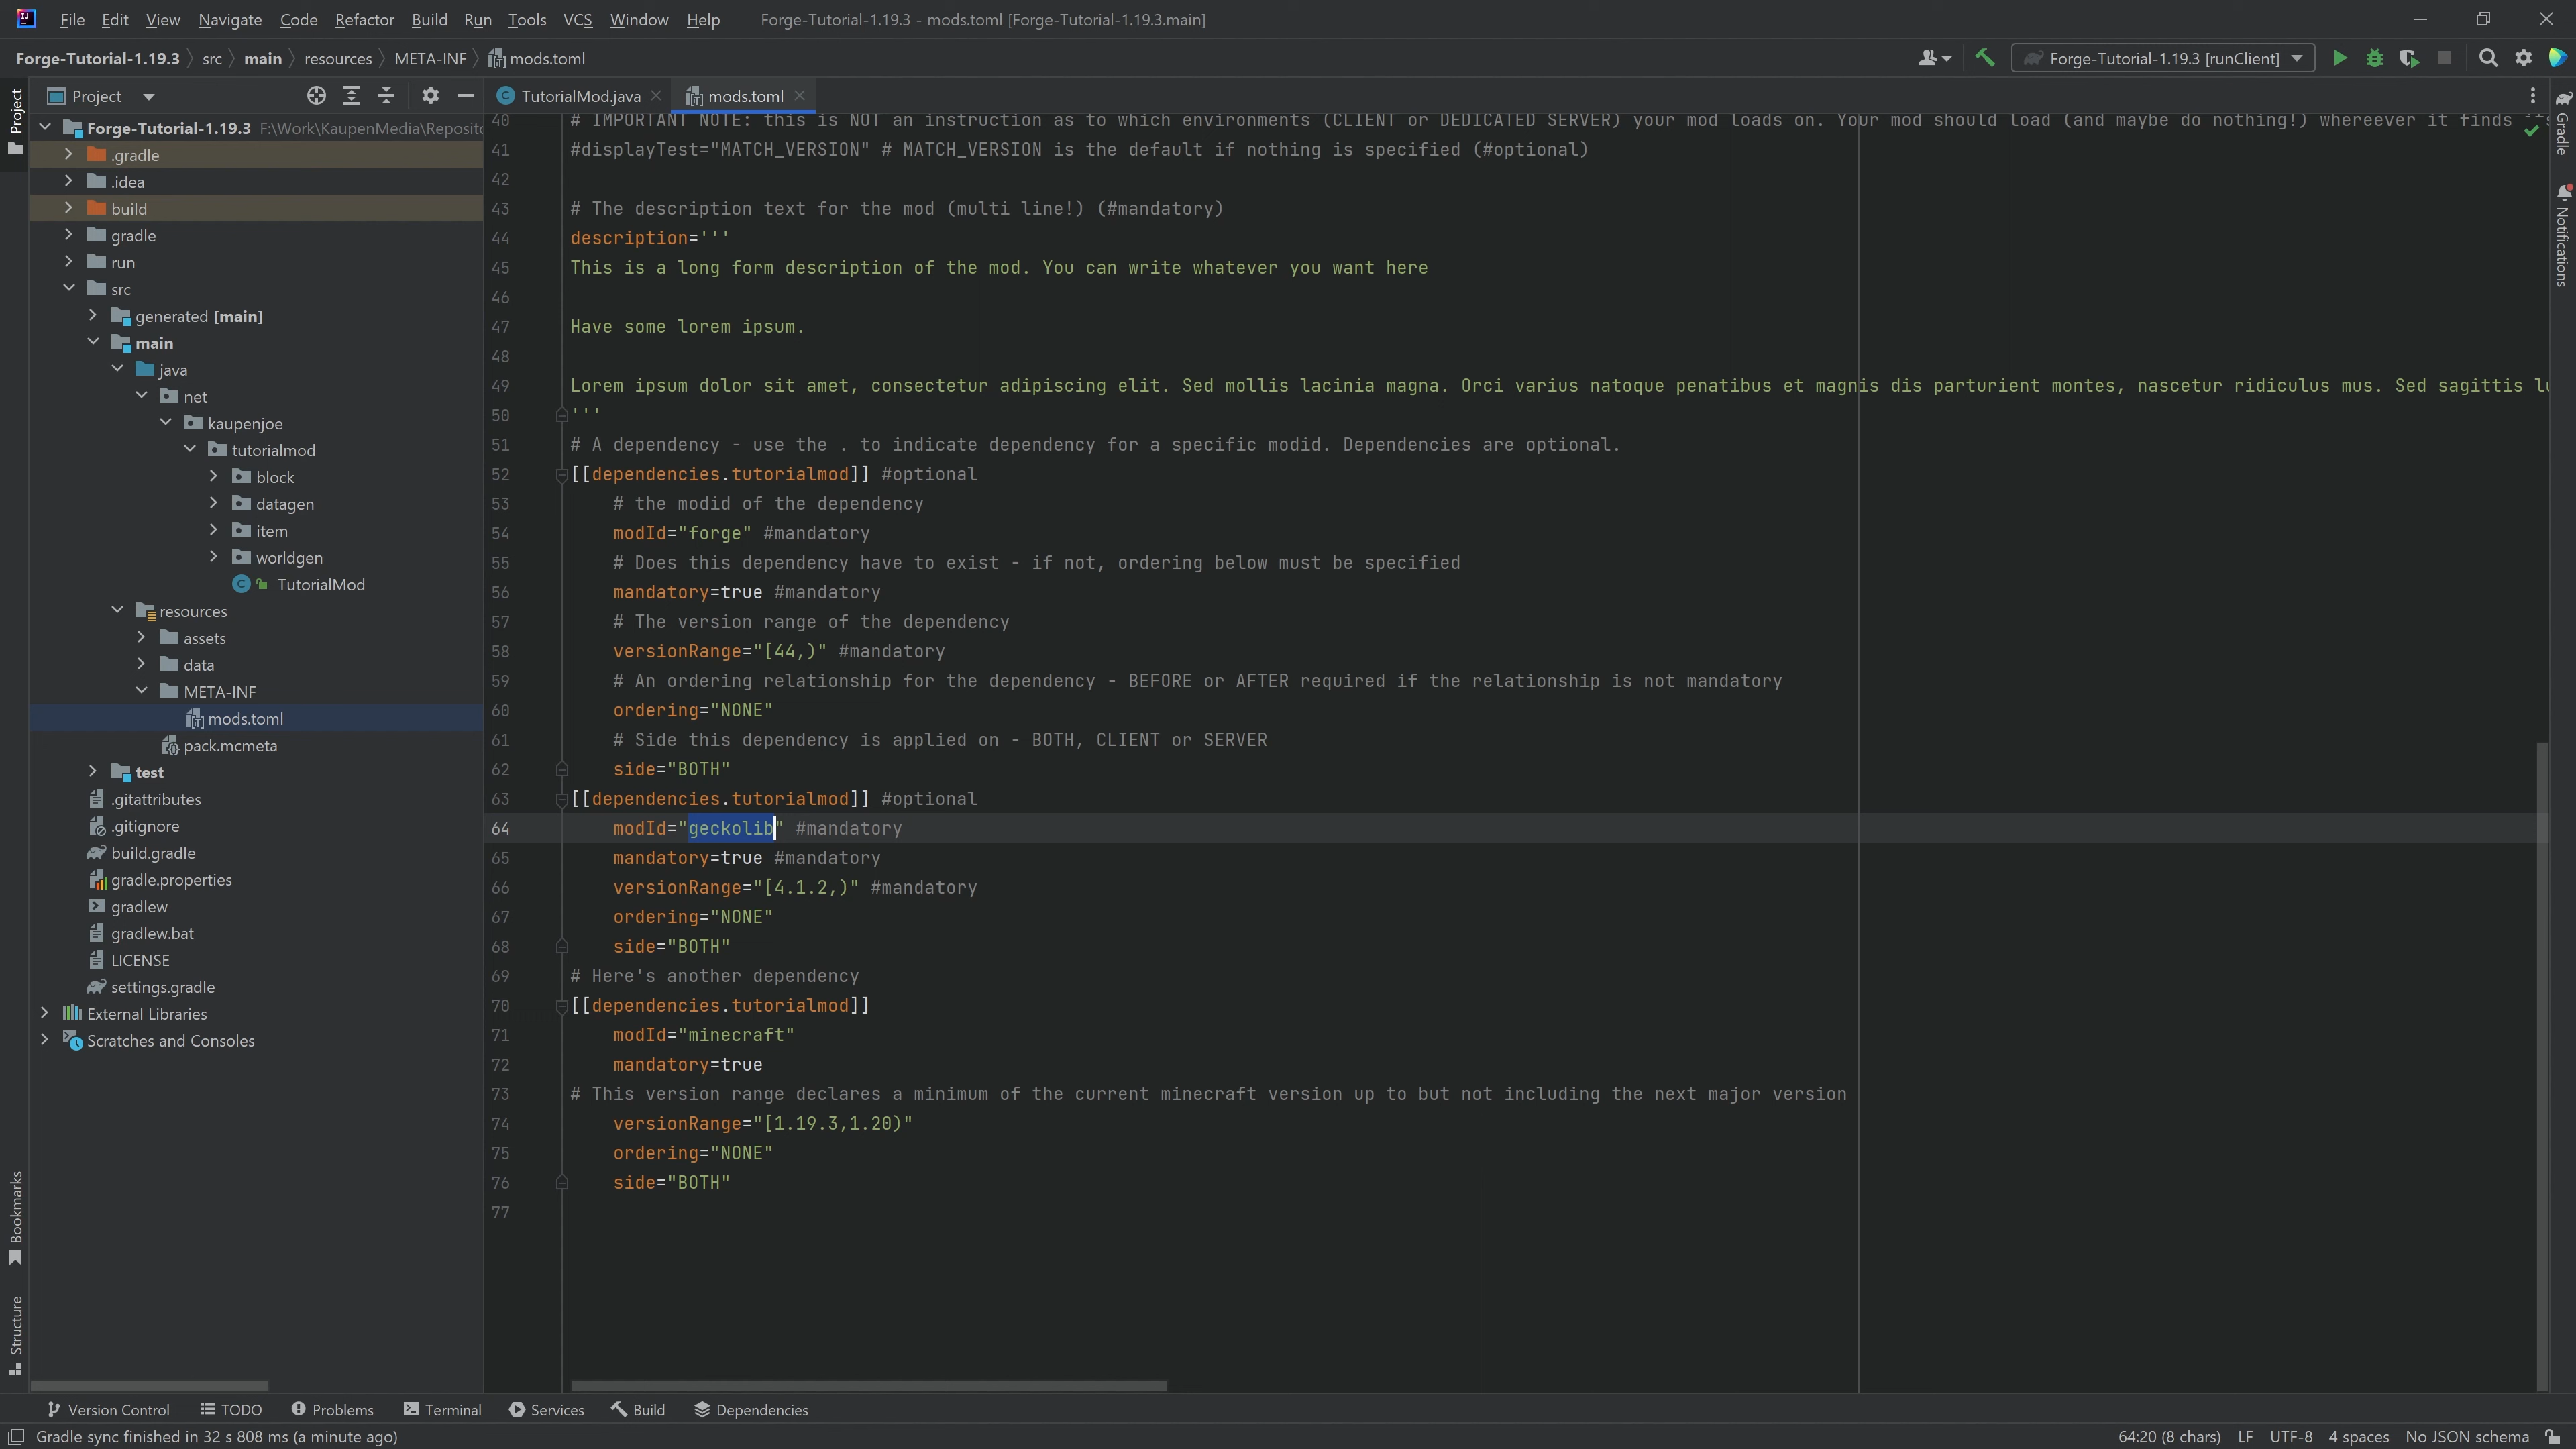 File Edit View Navigate Code Refactor Build Run Tools VCS Window Help Forge-Tutorial-1.19.3 - mods.toml [Forge-Tutorial-1.19.3.main]
Forge-Tutorial-1.19.3 src main resources META-INF mods.toml Forge-Tutorial-1.19.3 [runClient]
Project TutorialMod.java mods.toml
Project
Bookmarks
Structure
Forge-Tutorial-1.19.3 F:\Work\KaupenMedia\Reposito
.gradle
.idea
build
gradle
run
src
generated [main]
main
java
net
kaupenjoe
tutorialmod
block
datagen
item
worldgen
TutorialMod
resources
assets
data
META-INF
mods.toml
pack.mcmeta
test
.gitattributes
.gitignore
build.gradle
gradle.properties
gradlew
gradlew.bat
LICENSE
settings.gradle
External Libraries
Scratches and Consoles
40 # IMPORTANT NOTE: this is NOT an instruction as to which environments (CLIENT or DEDICATED SERVER) your mod loads on. Your mod should load (and maybe do nothing!) whereever it finds
41 #displayTest="MATCH_VERSION" # MATCH_VERSION is the default if nothing is specified (#optional)
42
43 # The description text for the mod (multi line!) (#mandatory)
44 description='''
45 This is a long form description of the mod. You can write whatever you want here
46
47 Have some lorem ipsum.
48
49 Lorem ipsum dolor sit amet, consectetur adipiscing elit. Sed mollis lacinia magna. Orci varius natoque penatibus et magnis dis parturient montes, nascetur ridiculus mus. Sed sagittis lu
50 '''
51 # A dependency - use the . to indicate dependency for a specific modid. Dependencies are optional.
52 [[dependencies.tutorialmod]] #optional
53 # the modid of the dependency
54 modId="forge" #mandatory
55 # Does this dependency have to exist - if not, ordering below must be specified
56 mandatory=true #mandatory
57 # The version range of the dependency
58 versionRange="[44,)" #mandatory
59 # An ordering relationship for the dependency - BEFORE or AFTER required if the relationship is not mandatory
60 ordering="NONE"
61 # Side this dependency is applied on - BOTH, CLIENT or SERVER
62 side="BOTH"
63 [[dependencies.tutorialmod]] #optional
64 modId="geckolib" #mandatory
65 mandatory=true #mandatory
66 versionRange="[4.1.2,)" #mandatory
67 ordering="NONE"
68 side="BOTH"
69 # Here's another dependency
70 [[dependencies.tutorialmod]]
71 modId="minecraft"
72 mandatory=true
73 # This version range declares a minimum of the current minecraft version up to but not including the next major version
74 versionRange="[1.19.3,1.20)"
75 ordering="NONE"
76 side="BOTH"
77
Gradle
Notifications
Version Control TODO Problems Terminal Services Build Dependencies
Gradle sync finished in 32 s 808 ms (a minute ago) 64:20 (8 chars) LF UTF-8 4 spaces No JSON schema